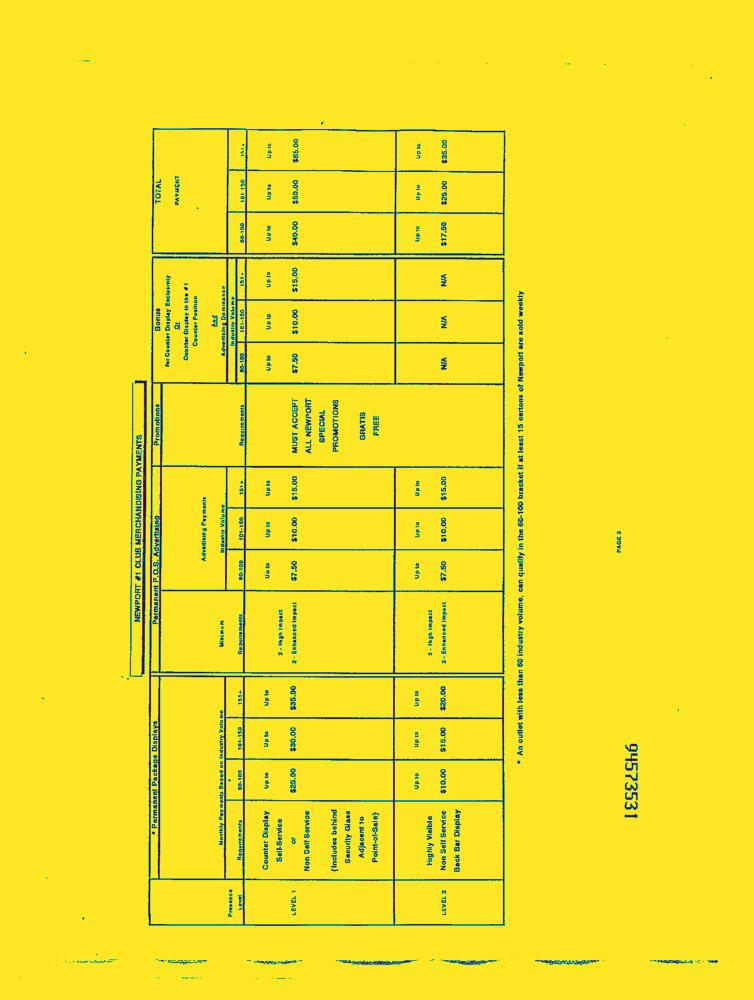 NEWPORT #1 CLUB MERCHANDISING PAYMENTS
* Permanent Package Displays
Permanent P.O.S. Advertising
Promotions
Bonus
for Counter Display Exclusivity
Or
Counter Display in the #1
Counter Position
And
Advertising Dominance
TOTAL
PAYMENT
Presence
Level
Monthly Payments Based on Industry Volume
Minimum
Advertising Payments
Industry Volume
Industry Volume
Requirements
*
60-100
101-150
151+
Requirements
60-100
101-150
151+
Requirements
60-100
101-150
151+
60-100
101-150
151+
LEVEL 1
Counter Display
Self-Service
or
Non Self Service
(Includes behind
Security Glass
Adjacent to
Point-of-Sale)
Up to Up to Up to
$25.00 $30.00 $35.00
2 - High Impact
2 - Enhanced Impact
Up to Up to Up to
$7.50 $10.00 $15.00
MUST ACCEPT
ALL NEWPORT
SPECIAL
PROMOTIONS
GRATIS
FREE
Up to Up to Up to
$7.50 $10.00 $15.00
Up to Up to Up to
$40.00 $50.00 $65.00
LEVEL 2
Highly Visible
Non Self Service
Back Bar Display
Up to Up to Up to
$10.00 $15.00 $20.00
2 - High Impact
2 - Enhanced Impact
Up to Up to Up to
$7.50 $10.00 $15.00
N/A N/A N/A
Up to Up to Up to
$17.50 $25.00 $35.00
* An outlet with less than 60 industry volume, can qualify in the 60-100 bracket if at least 15 cartons of Newport are sold weekly
PAGE 3
94573531